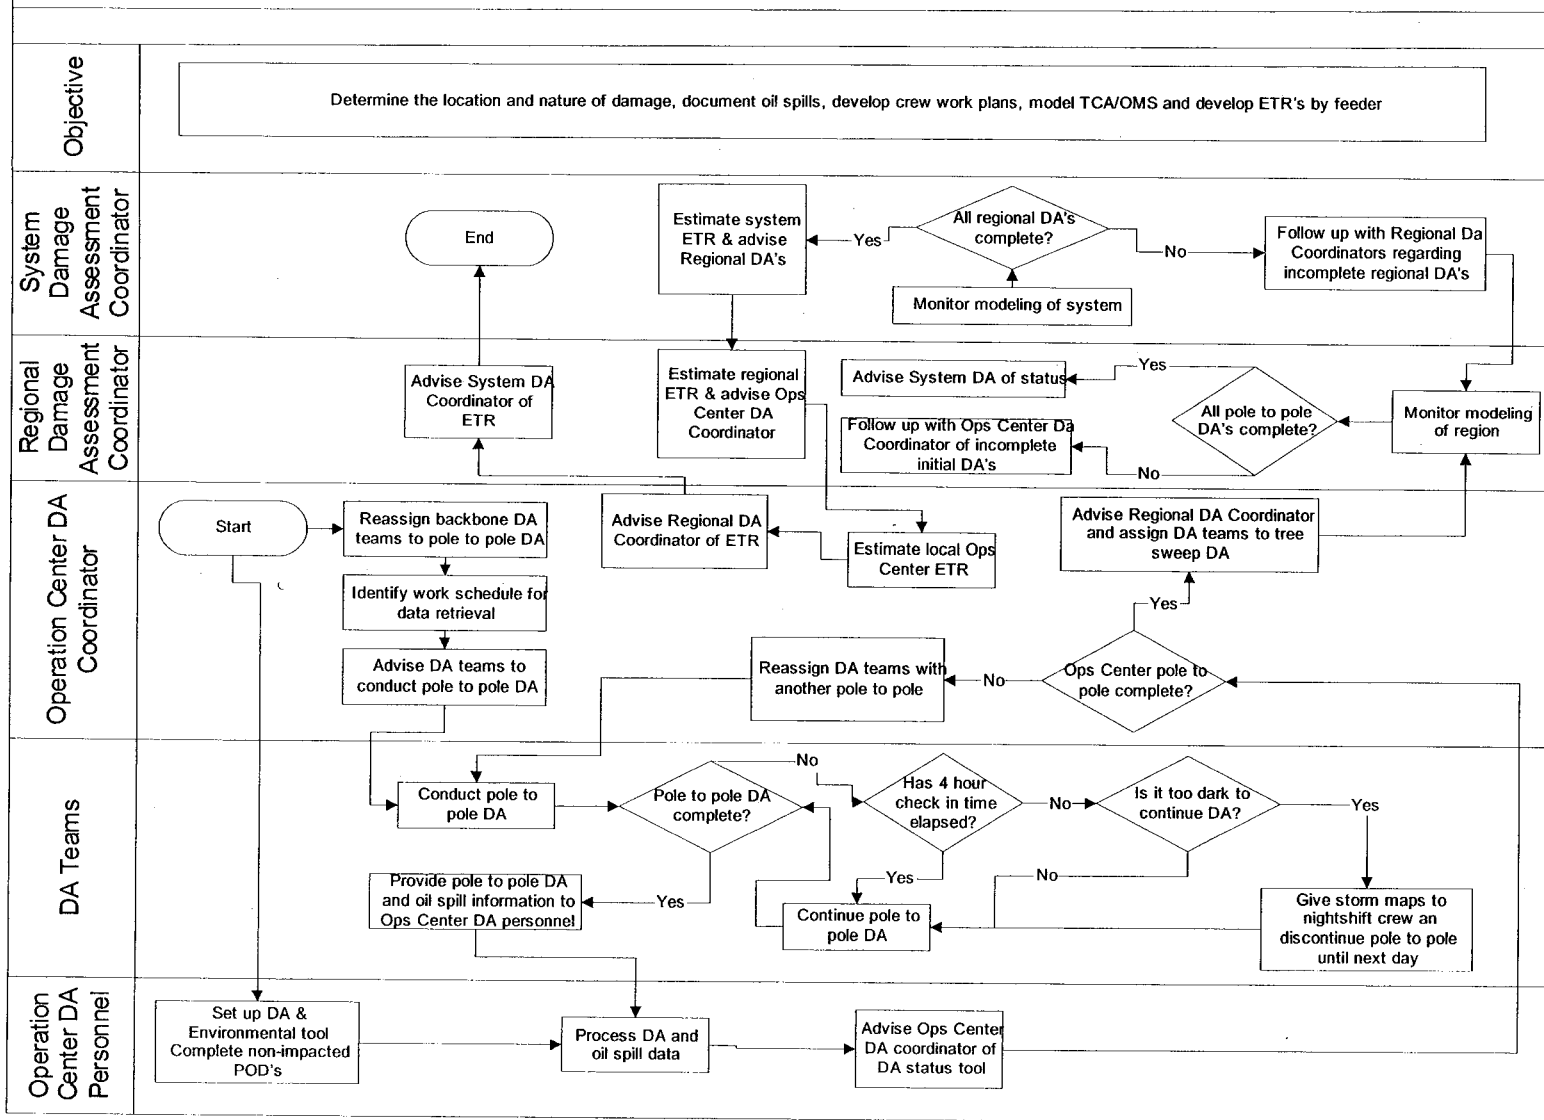 Objective
Determine the location and nature of damage, document oil spills, develop crew work plans, model TCA/OMS and develop ETR's by feeder
System
Damage
Assessment
Coordinator
End
Estimate system
ETR & advise
Regional DA's
Yes
All regional DA's
complete?
No
Follow up with Regional Da
Coordinators regarding
incomplete regional DA's
Monitor modeling of system
Regional
Damage
Assessment
Coordinator
Advise System DA
Coordinator of
ETR
Estimate regional
ETR & advise Ops
Center DA
Coordinator
Advise System DA of status
Yes
All pole to pole
DA's complete?
Monitor modeling
of region
Follow up with Ops Center Da
Coordinator of incomplete
initial DA's
No
Operation Center DA
Coordinator
Start
Reassign backbone DA
teams to pole to pole DA
Advise Regional DA
Coordinator of ETR
Estimate local Ops
Center ETR
Advise Regional DA Coordinator
and assign DA teams to tree
sweep DA
Identify work schedule for
data retrieval
Yes
Advise DA teams to
conduct pole to pole DA
Reassign DA teams with
another pole to pole
No
Ops Center pole to
pole complete?
DA Teams
Conduct pole to
pole DA
Pole to pole DA
complete?
No
Has 4 hour
check in time
elapsed?
No
Is it too dark to
continue DA?
Yes
Provide pole to pole DA
and oil spill information to
Ops Center DA personnel
Yes
Yes
No
Continue pole to
pole DA
Give storm maps to
nightshift crew an
discontinue pole to pole
until next day
Operation
Center DA
Personnel
Set up DA &
Environmental tool
Complete non-impacted
POD's
Process DA and
oil spill data
Advise Ops Center
DA coordinator of
DA status tool